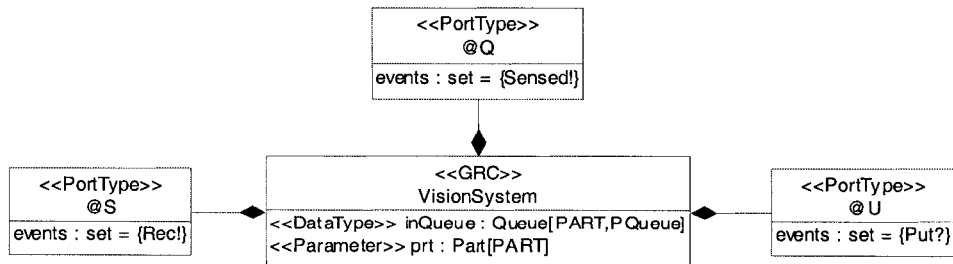 <<PortType>>
@Q
events : set = {Sensed!}
<<PortType>>
@S
events : set = {Rec!}
<<GRC>>
VisionSystem
<<DataType>> inQueue : Queue[PART,PQueue]
<<Parameter>> prt : Part[PART]
<<PortType>>
@U
events : set = {Put?}